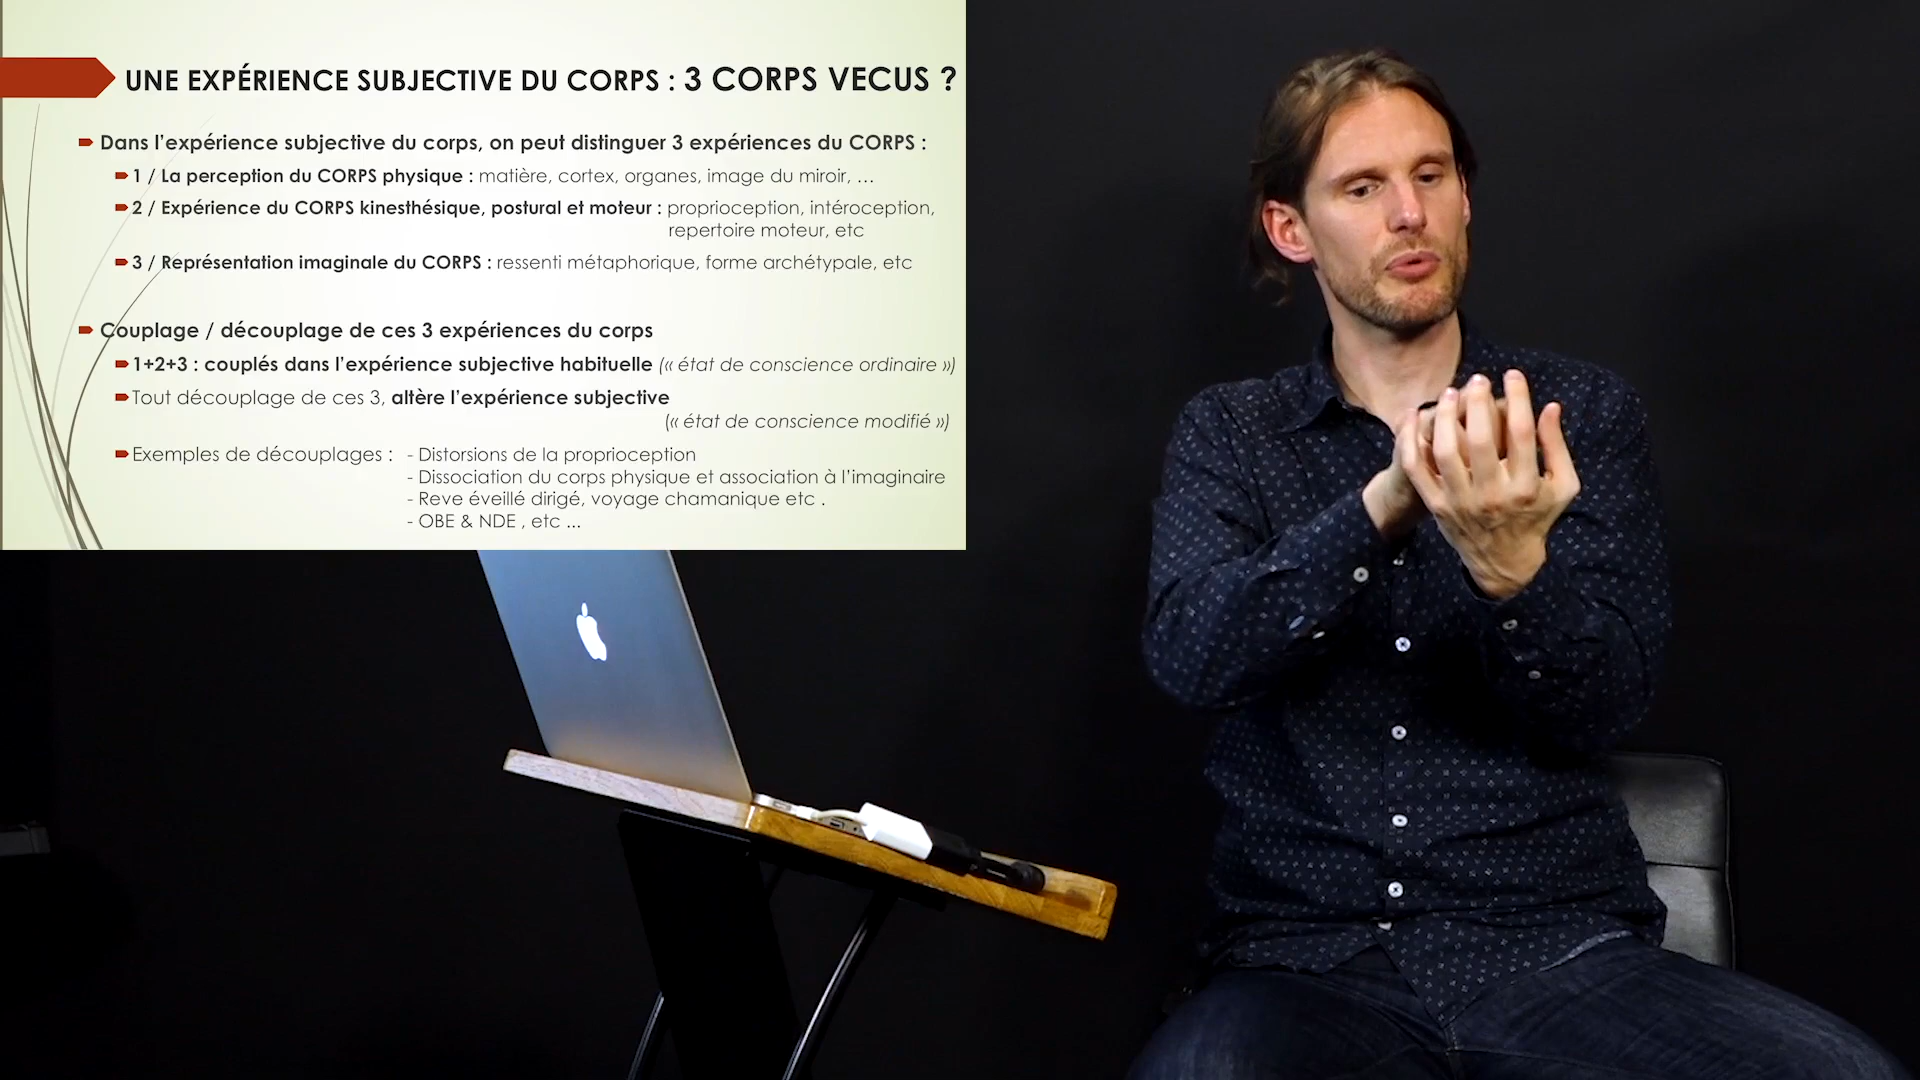 UNE EXPÉRIENCE SUBJECTIVE DU CORPS : 3 CORPS VECUS ?
Dans l'expérience subjective du corps, on peut distinguer 3 expériences du CORPS :
1 / La perception du CORPS physique : matière, cortex, organes, image du miroir, ...
2 / Expérience du CORPS kinesthésique, postural et moteur : proprioception, intéroception,
repertoire moteur, etc
3 / Représentation imaginale du CORPS : ressenti métaphorique, forme archétypale, etc
Couplage / découplage de ces 3 expériences du corps
1+2+3 : couplés dans l'expérience subjective habituelle (« état de conscience ordinaire »)
Tout découplage de ces 3, altère l'expérience subjective
(« état de conscience modifié »)
Exemples de découplages : - Distorsions de la proprioception
- Dissociation du corps physique et association à l'imaginaire
- Reve éveillé dirigé, voyage chamanique etc .
- OBE & NDE , etc ...